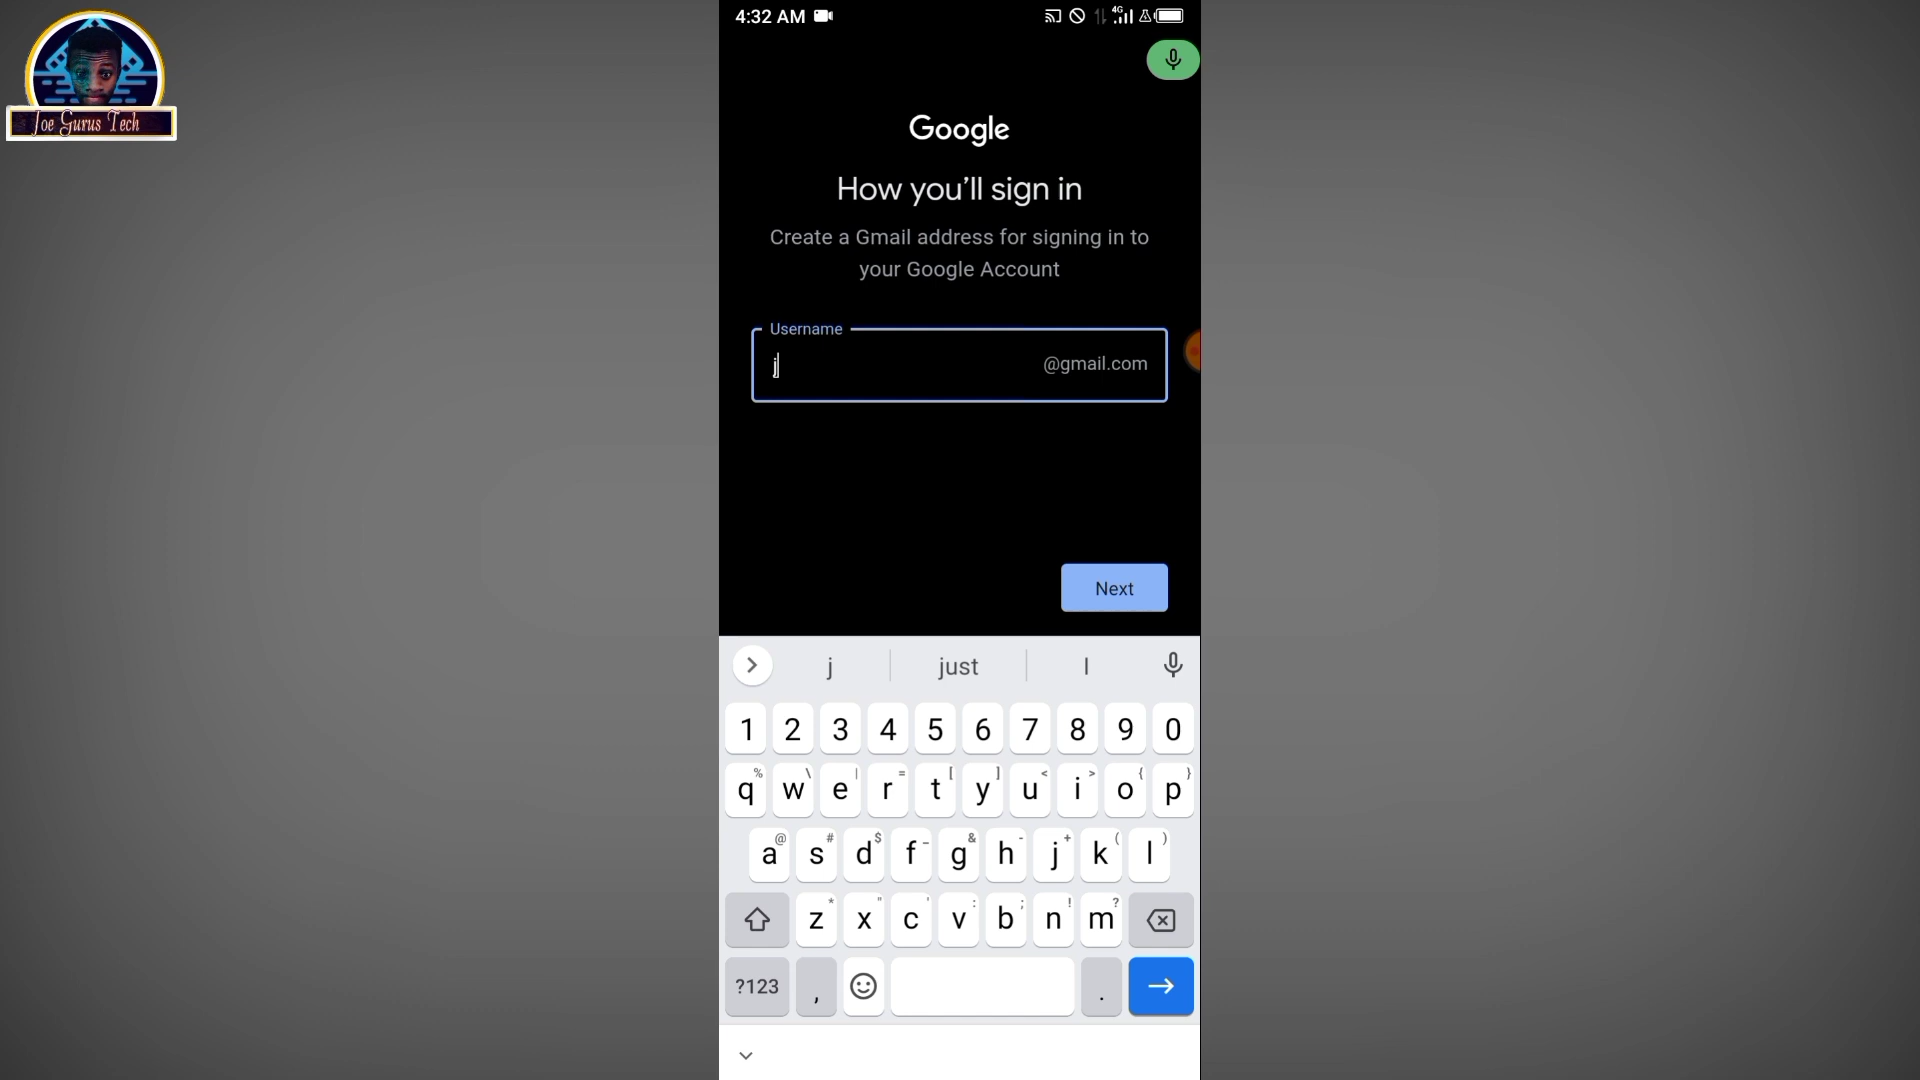 Joe Gurus Tech
4:32 AM
4G
Google
How you'll sign in
Create a Gmail address for signing in to
your Google Account
Username
j
@gmail.com
Next
j just I
1 2 3 4 5 6 7 8 9 0
% \ | = [ ] < > { }
q w e r t y u i o p
@ # $ _ & - + ( )
a s d f g h j k l
* " ' : ; ! ?
z x c v b n m
?123 , .